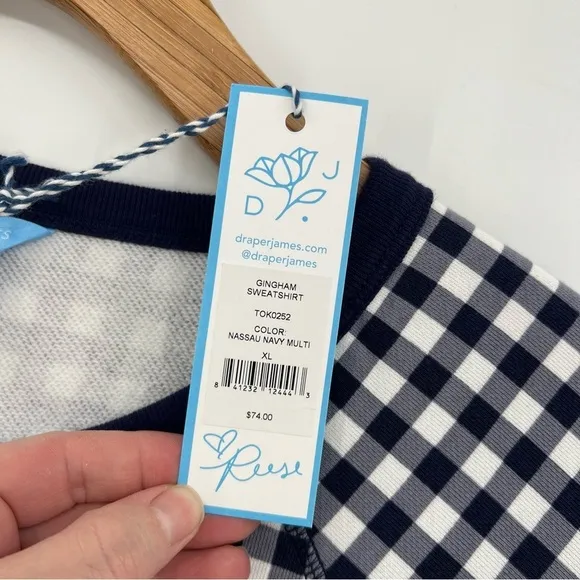 J
D
draperjames.com
@draperjames
GINGHAM
SWEATSHIRT
TOK0252
COLOR:
NASSAU NAVY MULTI
XL
8 41232 12444 3
$74.00
Reese